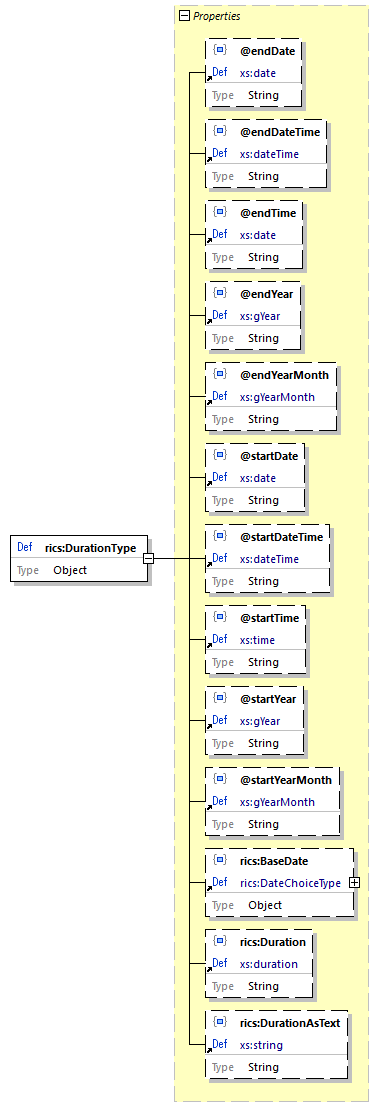 Properties
@endDate
Def xs:date
Type String
@endDateTime
Def xs:dateTime
Type String
@endTime
Def xs:date
Type String
@endYear
Def xs:gYear
Type String
@endYearMonth
Def xs:gYearMonth
Type String
@startDate
Def xs:date
Type String
Def rics:DurationType
Type Object
@startDateTime
Def xs:dateTime
Type String
@startTime
Def xs:time
Type String
@startYear
Def xs:gYear
Type String
@startYearMonth
Def xs:gYearMonth
Type String
rics:BaseDate
Def rics:DateChoiceType
Type Object
rics:Duration
Def xs:duration
Type String
rics:DurationAsText
Def xs:string
Type String